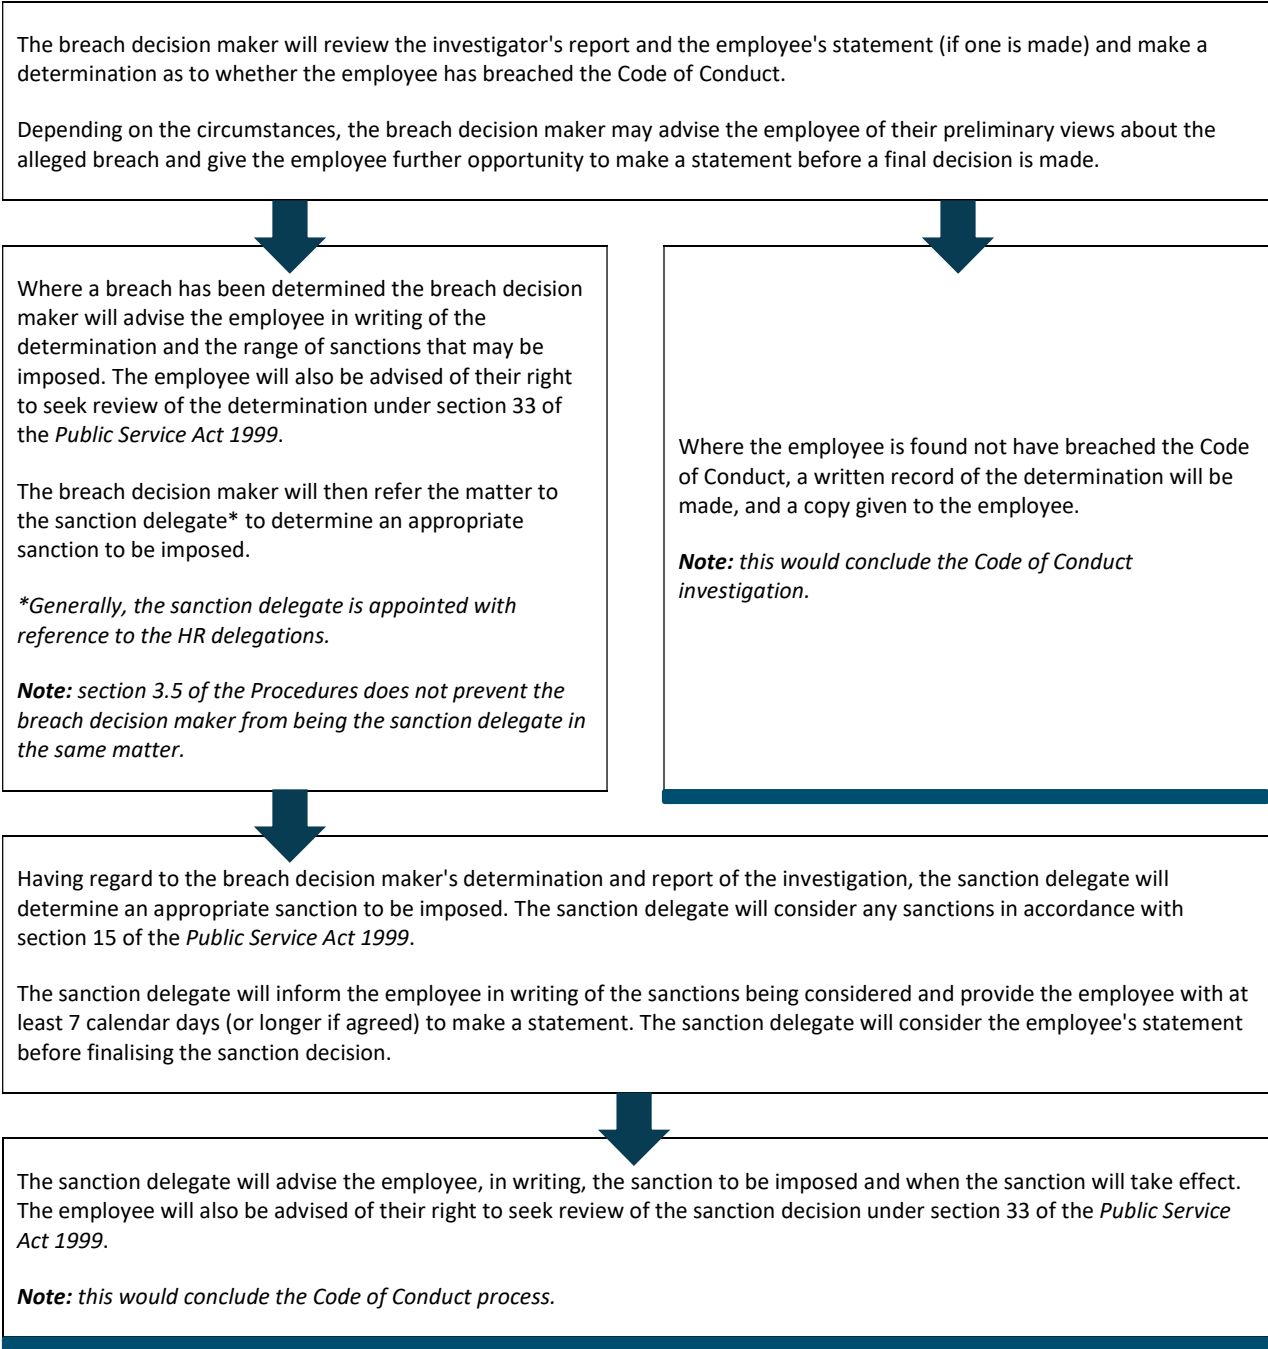 The breach decision maker will review the investigator's report and the employee's statement (if one is made) and make a
determination as to whether the employee has breached the Code of Conduct.
Depending on the circumstances, the breach decision maker may advise the employee of their preliminary views about the
alleged breach and give the employee further opportunity to make a statement before a final decision is made.
Where a breach has been determined the breach decision
maker will advise the employee in writing of the
determination and the range of sanctions that may be
imposed. The employee will also be advised of their right
to seek review of the determination under section 33 of
the Public Service Act 1999.
The breach decision maker will then refer the matter to
the sanction delegate* to determine an appropriate
sanction to be imposed.
*Generally, the sanction delegate is appointed with
reference to the HR delegations.
Note: section 3.5 of the Procedures does not prevent the
breach decision maker from being the sanction delegate in
the same matter.
Where the employee is found not have breached the Code
of Conduct, a written record of the determination will be
made, and a copy given to the employee.
Note: this would conclude the Code of Conduct
investigation.
Having regard to the breach decision maker's determination and report of the investigation, the sanction delegate will
determine an appropriate sanction to be imposed. The sanction delegate will consider any sanctions in accordance with
section 15 of the Public Service Act 1999.
The sanction delegate will inform the employee in writing of the sanctions being considered and provide the employee with at
least 7 calendar days (or longer if agreed) to make a statement. The sanction delegate will consider the employee's statement
before finalising the sanction decision.
The sanction delegate will advise the employee, in writing, the sanction to be imposed and when the sanction will take effect.
The employee will also be advised of their right to seek review of the sanction decision under section 33 of the Public Service
Act 1999.
Note: this would conclude the Code of Conduct process.